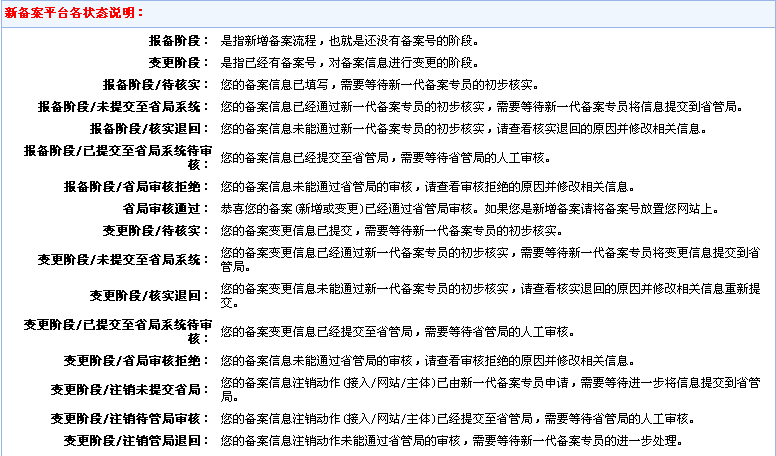 新备案平台各状态说明：
报备阶段： 是指新增备案流程，也就是还没有备案号的阶段。
变更阶段： 是指已经有备案号，对备案信息进行变更的阶段。
报备阶段/待核实： 您的备案信息已填写，需要等待新一代备案专员的初步核实。
报备阶段/未提交至省局系统： 您的备案信息已经通过新一代备案专员的初步核实，需要等待新一代备案专员将信息提交到省管局。
报备阶段/核实退回： 您的备案信息未能通过新一代备案专员的初步核实，请查看核实退回的原因并修改相关信息。
报备阶段/已提交至省局系统待审
核： 您的备案信息已经提交至省管局，需要等待省管局的人工审核。
报备阶段/省局审核拒绝： 您的备案信息未能通过省管局的审核，请查看审核拒绝的原因并修改相关信息。
省局审核通过： 恭喜您的备案(新增或变更)已经通过省管局审核。如果您是新增备案请将备案号放置您网站上。
变更阶段/待核实： 您的备案变更信息已提交，需要等待新一代备案专员的初步核实。
变更阶段/未提交至省局系统： 您的备案变更信息已经通过新一代备案专员的初步核实，需要等待新一代备案专员将变更信息提交到省
管局。
变更阶段/核实退回： 您的备案变更信息未能通过新一代备案专员的初步核实，请查看核实退回的原因并修改相关信息重新提
交。
变更阶段/已提交至省局系统待审
核： 您的备案变更信息已经提交至省管局，需要等待省管局的人工审核。
变更阶段/省局审核拒绝： 您的备案信息未能通过省管局的审核，请查看审核拒绝的原因并修改相关信息。
变更阶段/注销未提交省局： 您的备案信息注销动作(接入/网站/主体)已由新一代备案专员申请，需要等待进一步将信息提交到省管
局。
变更阶段/注销待管局审核： 您的备案信息注销动作(接入/网站/主体)已经提交至省管局，需要等待省管局的人工审核。
变更阶段/注销管局退回： 您的备案信息注销动作未能通过省管局的审核，需要等待新一代备案专员的进一步处理。